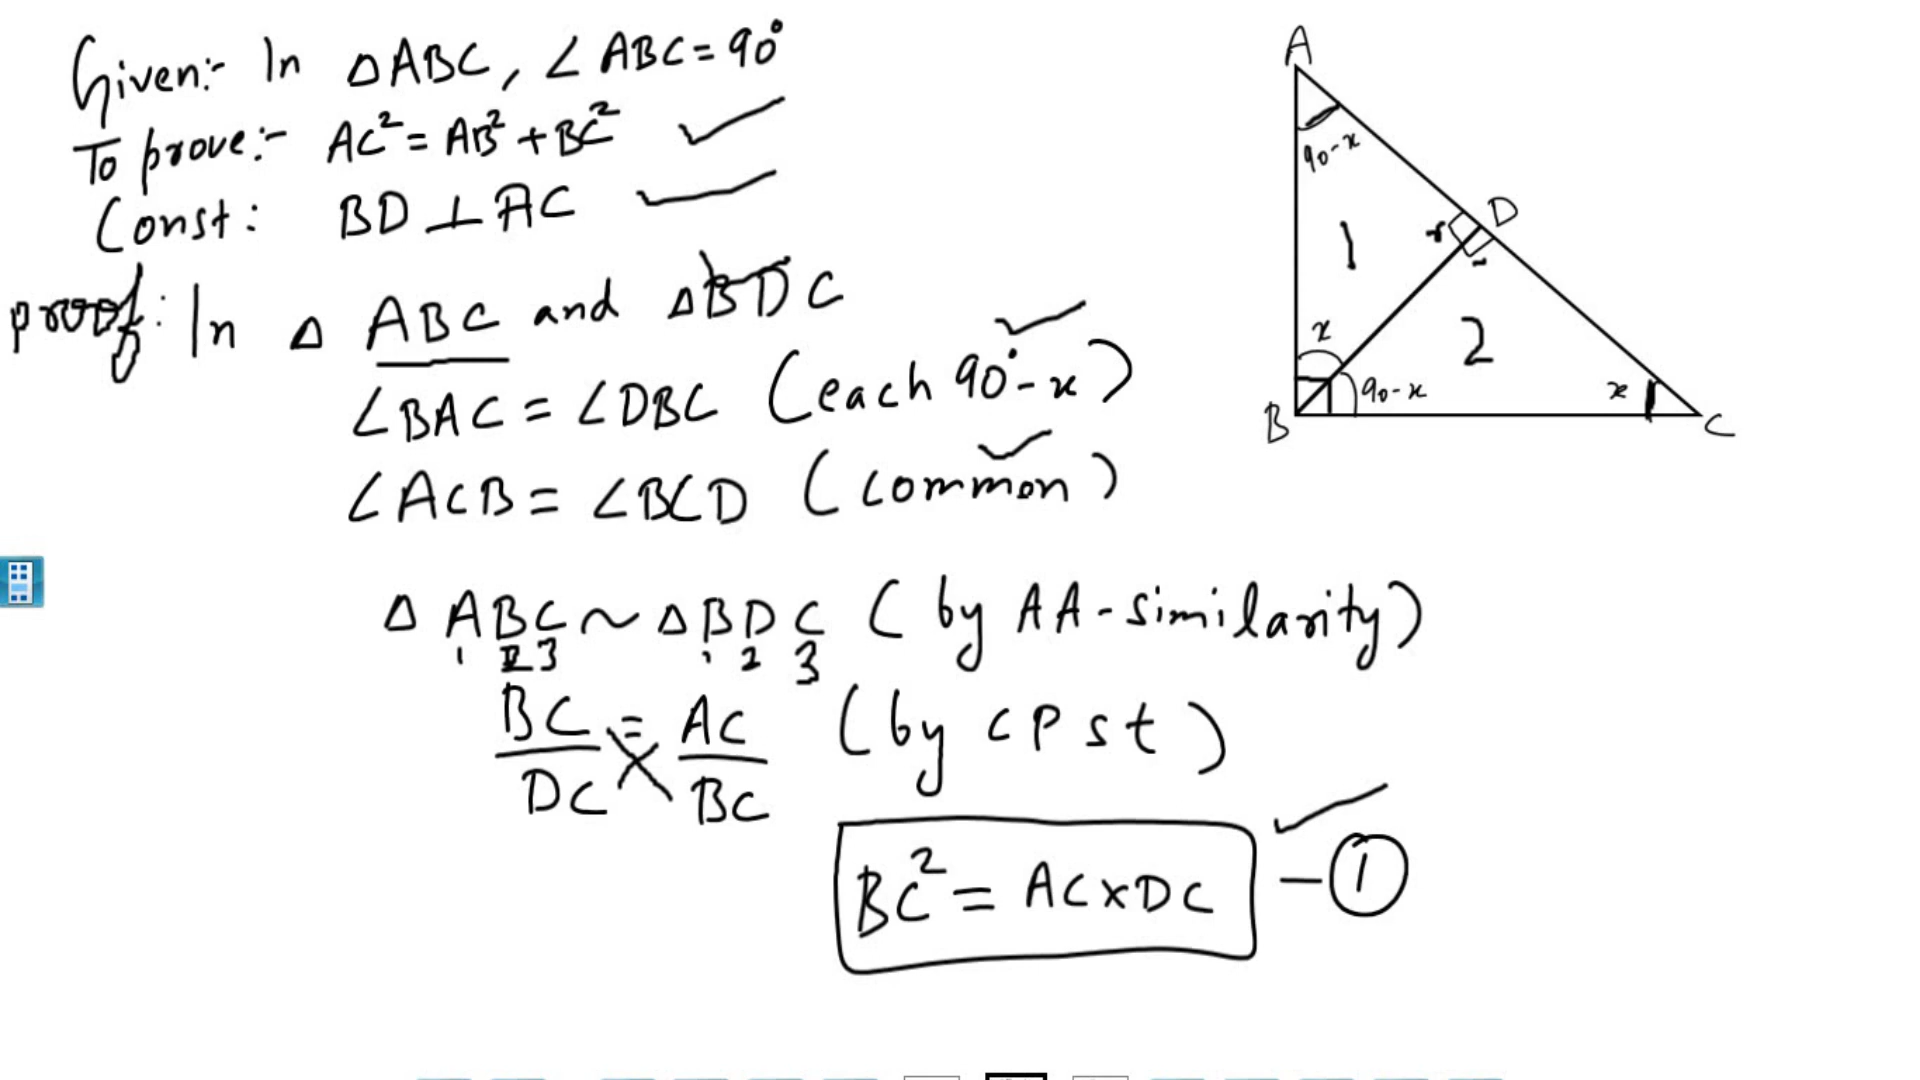 Given:- In △ABC, ∠ABC=90°
To prove:- AC²= AB²+BC²
Const: BD⊥AC
proof: In △ ABC and △BDC
∠BAC = ∠DBC (each 90°-x)
∠ACB = ∠BCD (common)
△ ABC ~ △BDC (by AA-similarity)
1 2 3 1 2 3
BC/DC = AC/BC (by CPst)
BC² = AC×DC -①
A
90-x
D
1
x
2
90-x
x
B
C